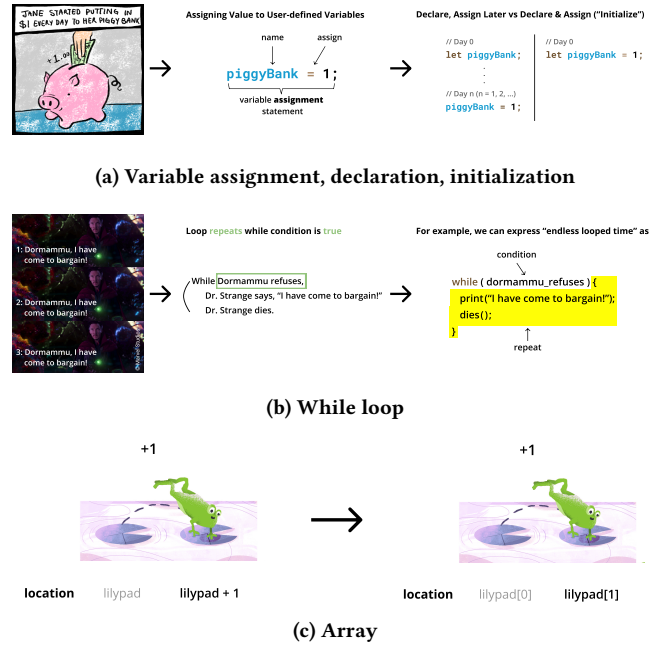 JANE STARTED PUTTING IN
$1 EVERY DAY TO HER PIGGY BANK
+1.00
Assigning Value to User-defined Variables
name
assign
piggyBank = 1;
variable assignment
statement
Declare, Assign Later vs Declare & Assign (“Initialize”)
// Day 0
let piggyBank;
.
.
.
// Day n (n = 1, 2, ...)
piggyBank = 1;
// Day 0
let piggyBank = 1;
(a) Variable assignment, declaration, initialization
1: Dormammu, I have
come to bargain!
2: Dormammu, I have
come to bargain!
3: Dormammu, I have
come to bargain!
Loop repeats while condition is true
While Dormammu refuses,
Dr. Strange says, “I have come to bargain!”
Dr. Strange dies.
For example, we can express “endless looped time” as
condition
while ( dormammu_refuses ) {
print(“I have come to bargain!”);
dies();
}
repeat
(b) While loop
+1
location lilypad lilypad + 1
+1
location lilypad[0] lilypad[1]
(c) Array